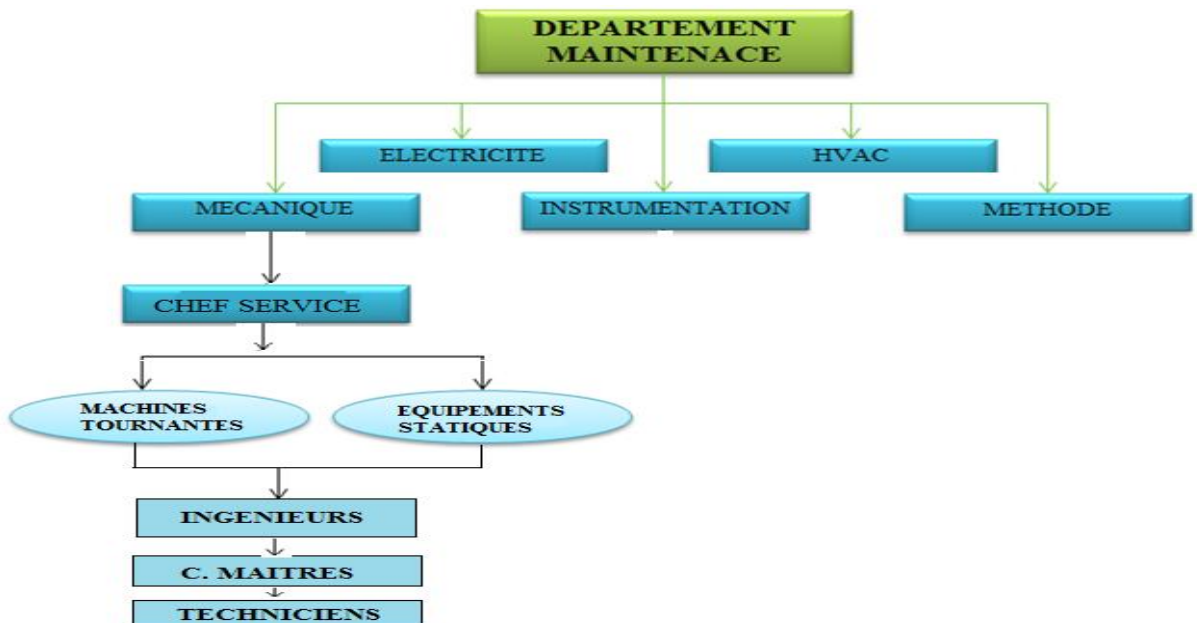 DEPARTEMENT
MAINTENACE
ELECTRICITE
HVAC
MECANIQUE
INSTRUMENTATION
METHODE
CHEF SERVICE
MACHINES
TOURNANTES
EQUIPEMENTS
STATIQUES
INGENIEURS
C. MAITRES
TECHNICIENS